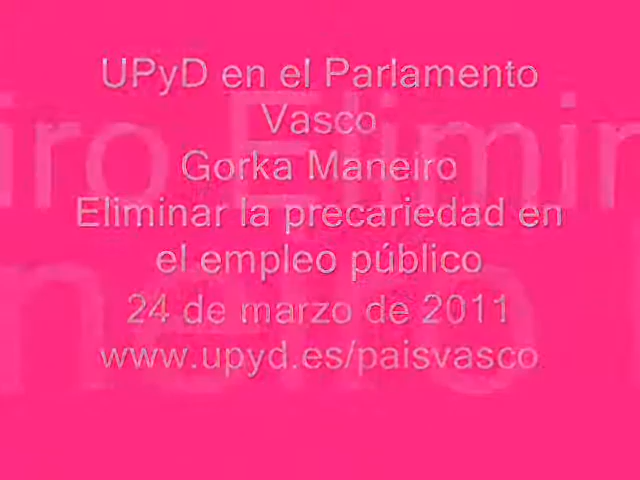 UPyD en el Parlamento
Vasco
Gorka Maneiro
Eliminar la precariedad en
el empleo público
24 de marzo de 2011
www.upyd.es/paisvasco